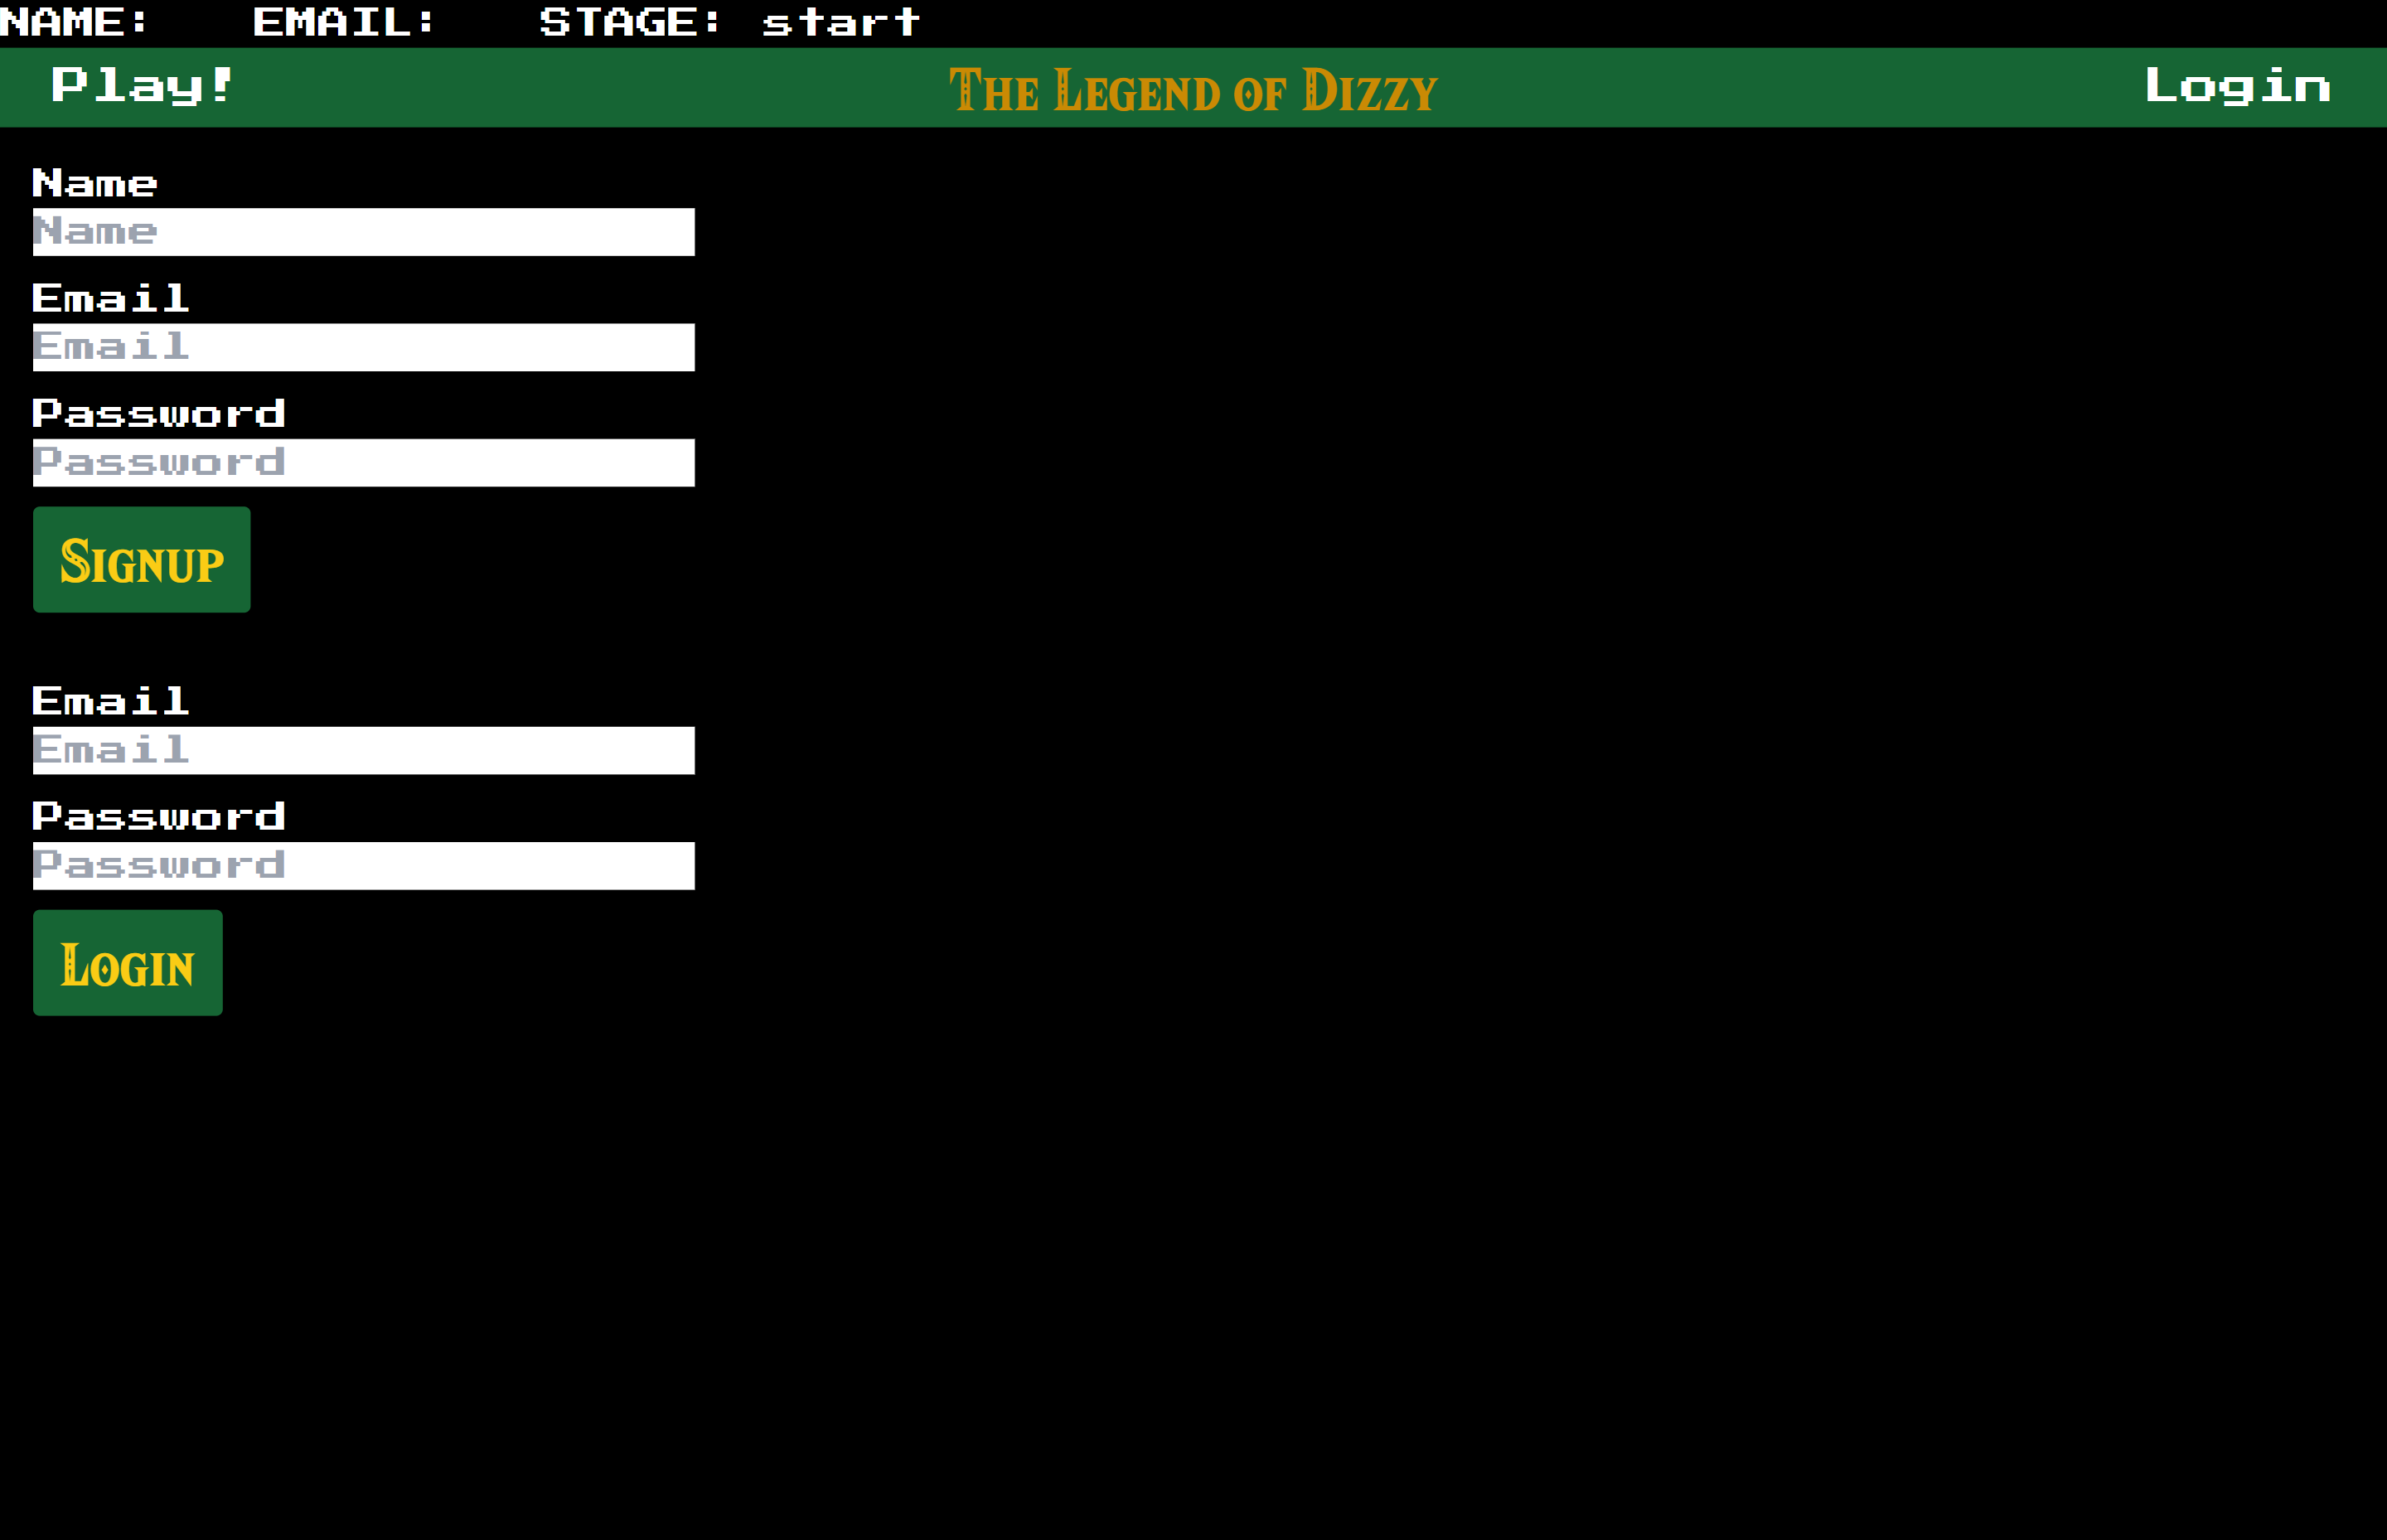 NAME: EMAIL: STAGE: start
Play! The Legend of Dizzy Login
Name
Name
Email
Email
Password
Password
Signup
Email
Email
Password
Password
Login